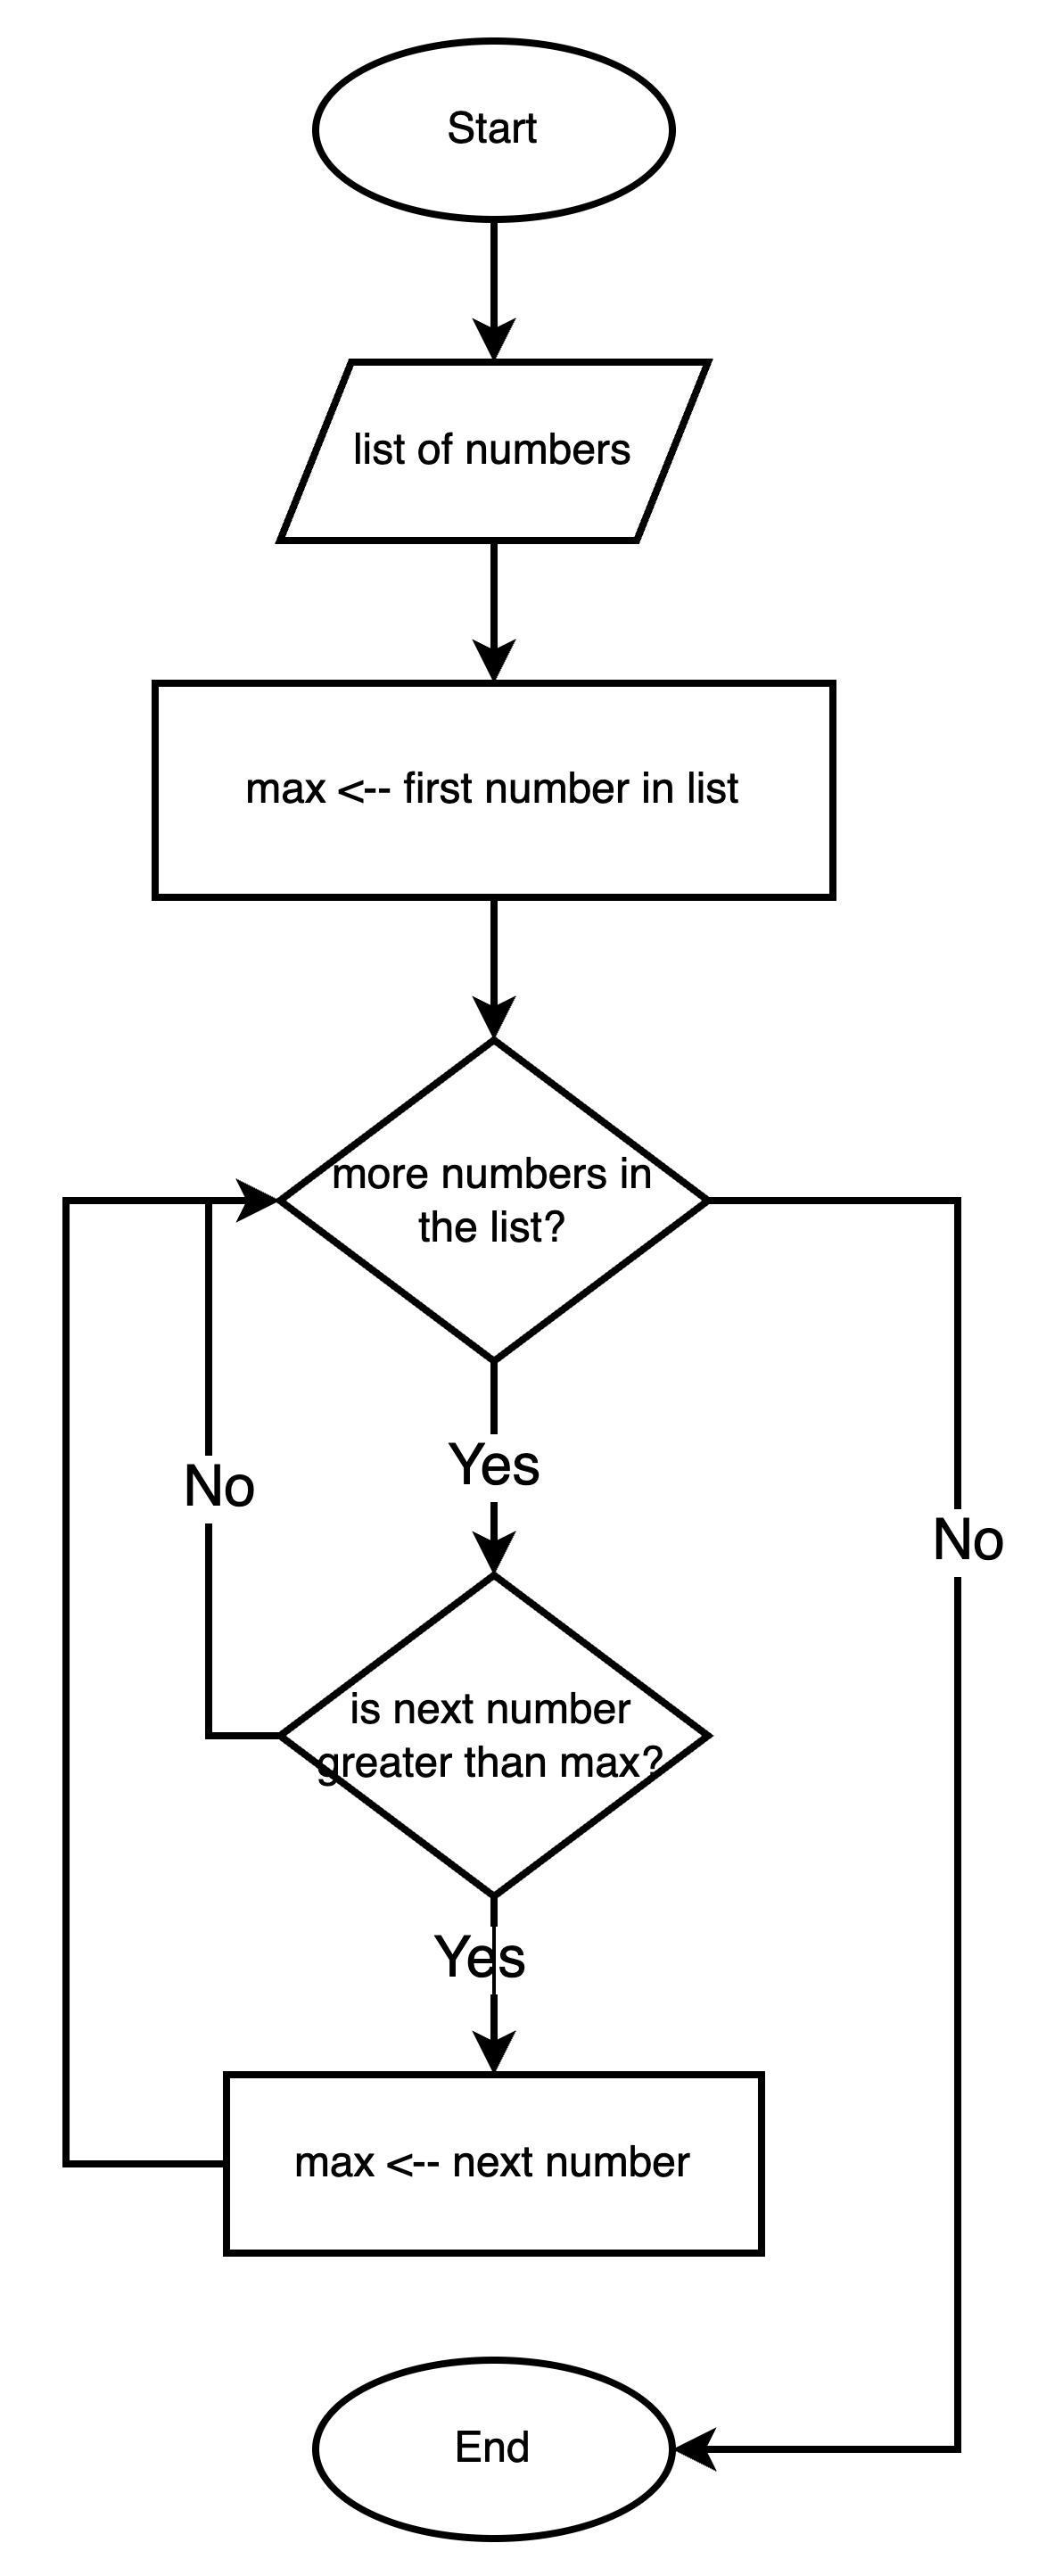 Start
list of numbers
max <-- first number in list
more numbers in
the list?
Yes
No
No
is next number
greater than max?
Yes
max <-- next number
End